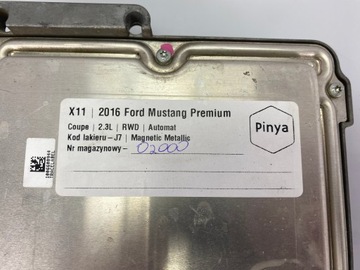 X11 | 2016 Ford Mustang Premium
Coupe | 2.3L | RWD | Automat
Kod lakieru–J7 | Magnetic Metallic
Nr magazynowy– 02000
Pinya